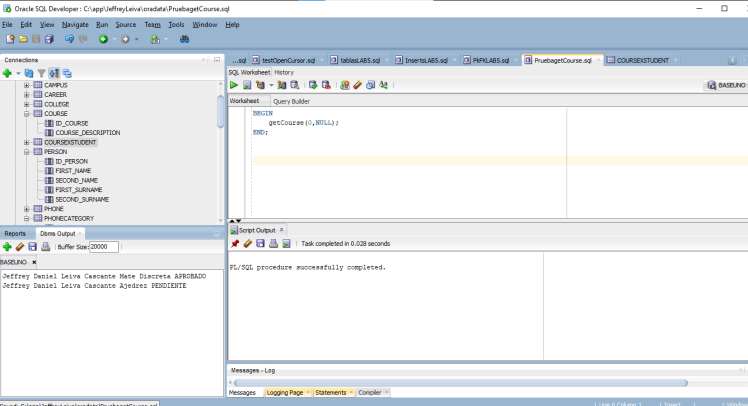 Oracle SQL Developer : C:\app\JeffreyLeiva\oradata\PruebagetCourse.sql
File Edit View Navigate Run Source Team Tools Window Help
Connections
CAMPUS
CAREER
COLLEGE
COURSE
ID_COURSE
COURSE_DESCRIPTION
COURSEXSTUDENT
PERSON
ID_PERSON
FIRST_NAME
SECOND_NAME
FIRST_SURNAME
SECOND_SURNAME
PHONE
PHONECATEGORY
Reports Dbms Output
Buffer Size: 20000
BASEUNO
Jeffrey Daniel Leiva Cascante Mate Discreta APROBADO
Jeffrey Daniel Leiva Cascante Ajedrez PENDIENTE
...sql testOpenCursor.sql tablasLAB5.sql InsertsLAB5.sql PkFKLAB5.sql PruebagetCourse.sql COURSEXSTUDENT
SQL Worksheet History
BASEUNO
Worksheet Query Builder
BEGIN
getCourse(0,NULL);
END;
Script Output
Task completed in 0.028 seconds
PL/SQL procedure successfully completed.
Messages - Log
Messages Logging Page Statements Compiler